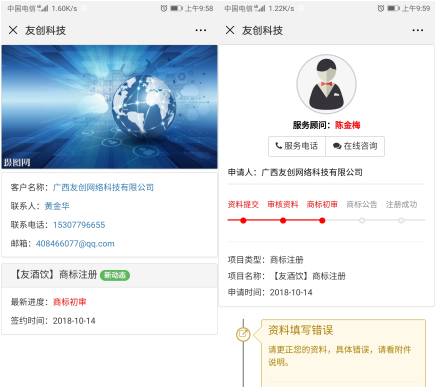 中国电信 1.60K/s 上午9:58
× 友创科技 ···
摄图网
客户名称：广西友创网络科技有限公司
联系人：黄金华
联系电话：15307796655
邮箱：408466077@qq.com
【友酒饮】商标注册 新动态
最新进度：商标初审
签约时间：2018-10-14
中国电信 1.22K/s 上午9:59
× 友创科技 ···
服务顾问：陈金梅
服务电话 在线咨询
申请人：广西友创网络科技有限公司
资料提交 审核资料 商标初审 商标公告 注册成功
项目类型：商标注册
项目名称：【友酒饮】商标注册
申请时间：2018-10-14
资料填写错误
请更正您的资料，具体错误，请看附件
说明。